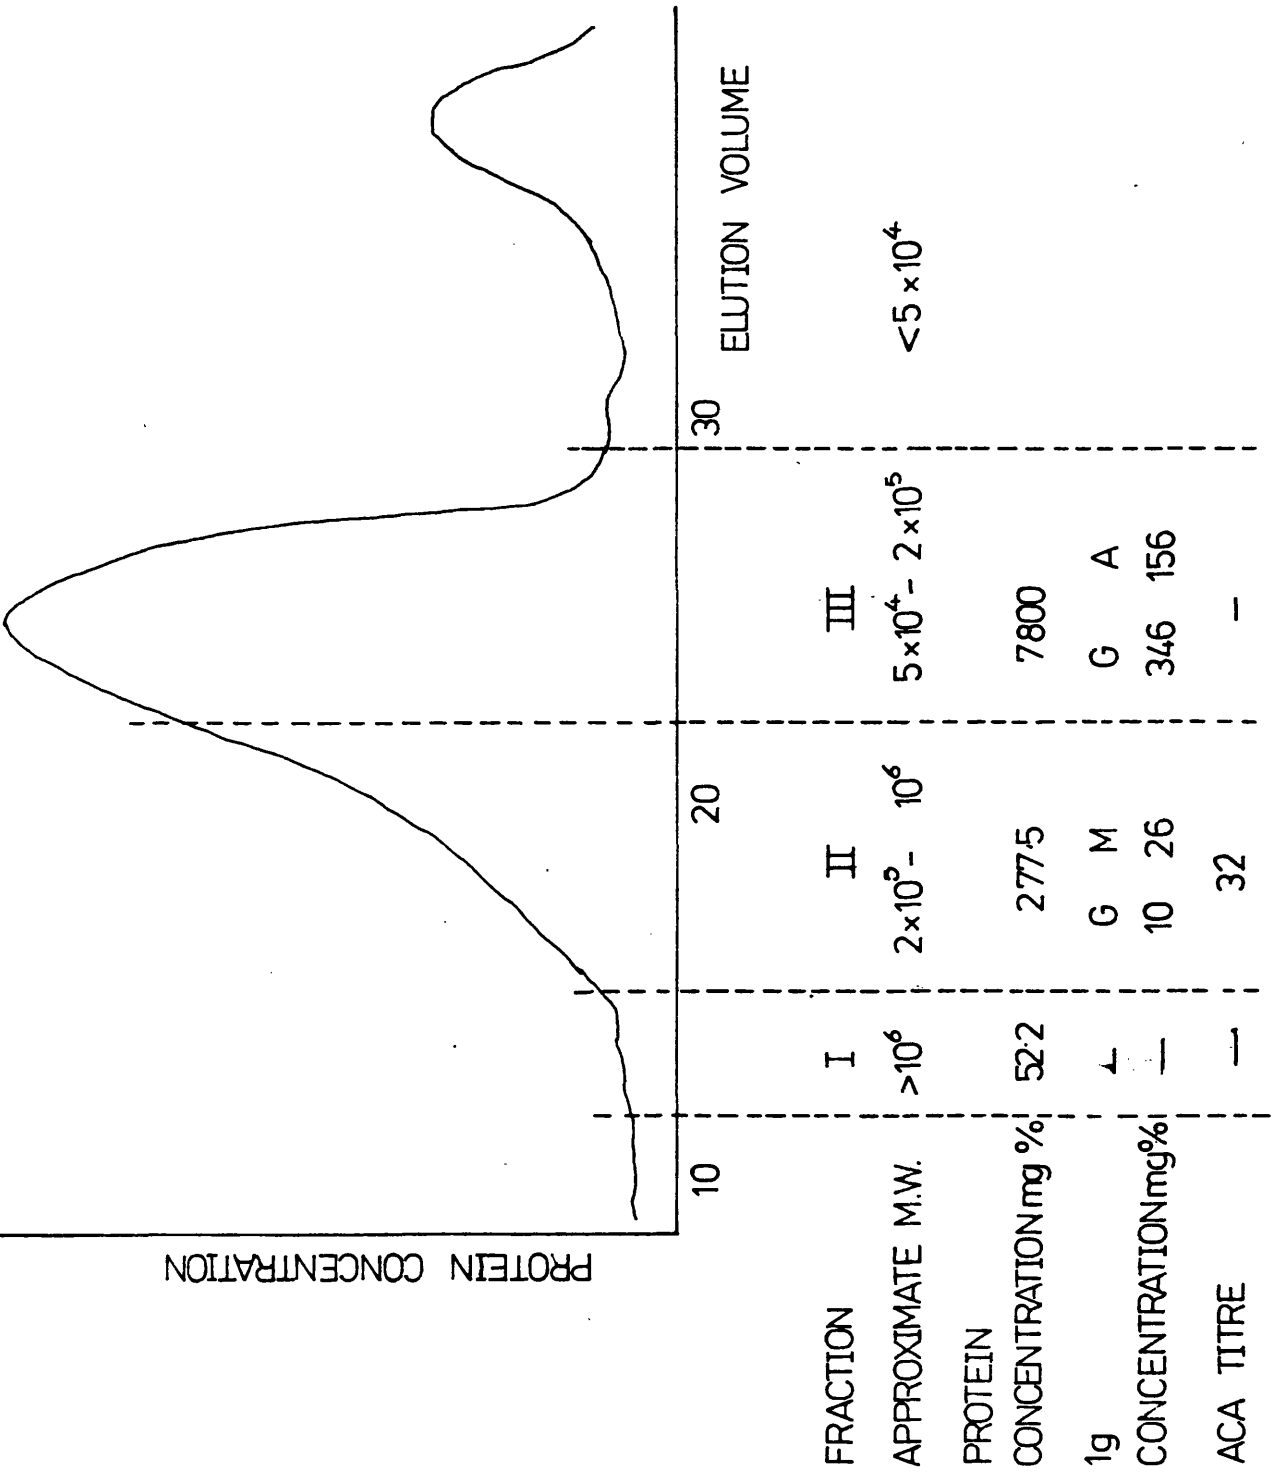 PROTEIN CONCENTRATION
10 20 30
ELUTION VOLUME
FRACTION I II III
APPROXIMATE M.W. >10⁶ 2×10⁵ - 10⁶ 5×10⁴ - 2×10⁵ <5×10⁴
PROTEIN
CONCENTRATION mg % 52·2 277·5 7800
1g – G M G A
CONCENTRATION mg% — 10 26 346 156
ACA TITRE — 32 –